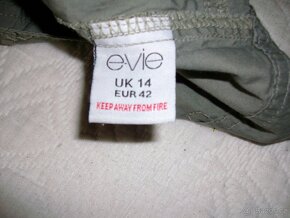 evie
UK 14
EUR 42
KEEP AWAY FROM FIRE